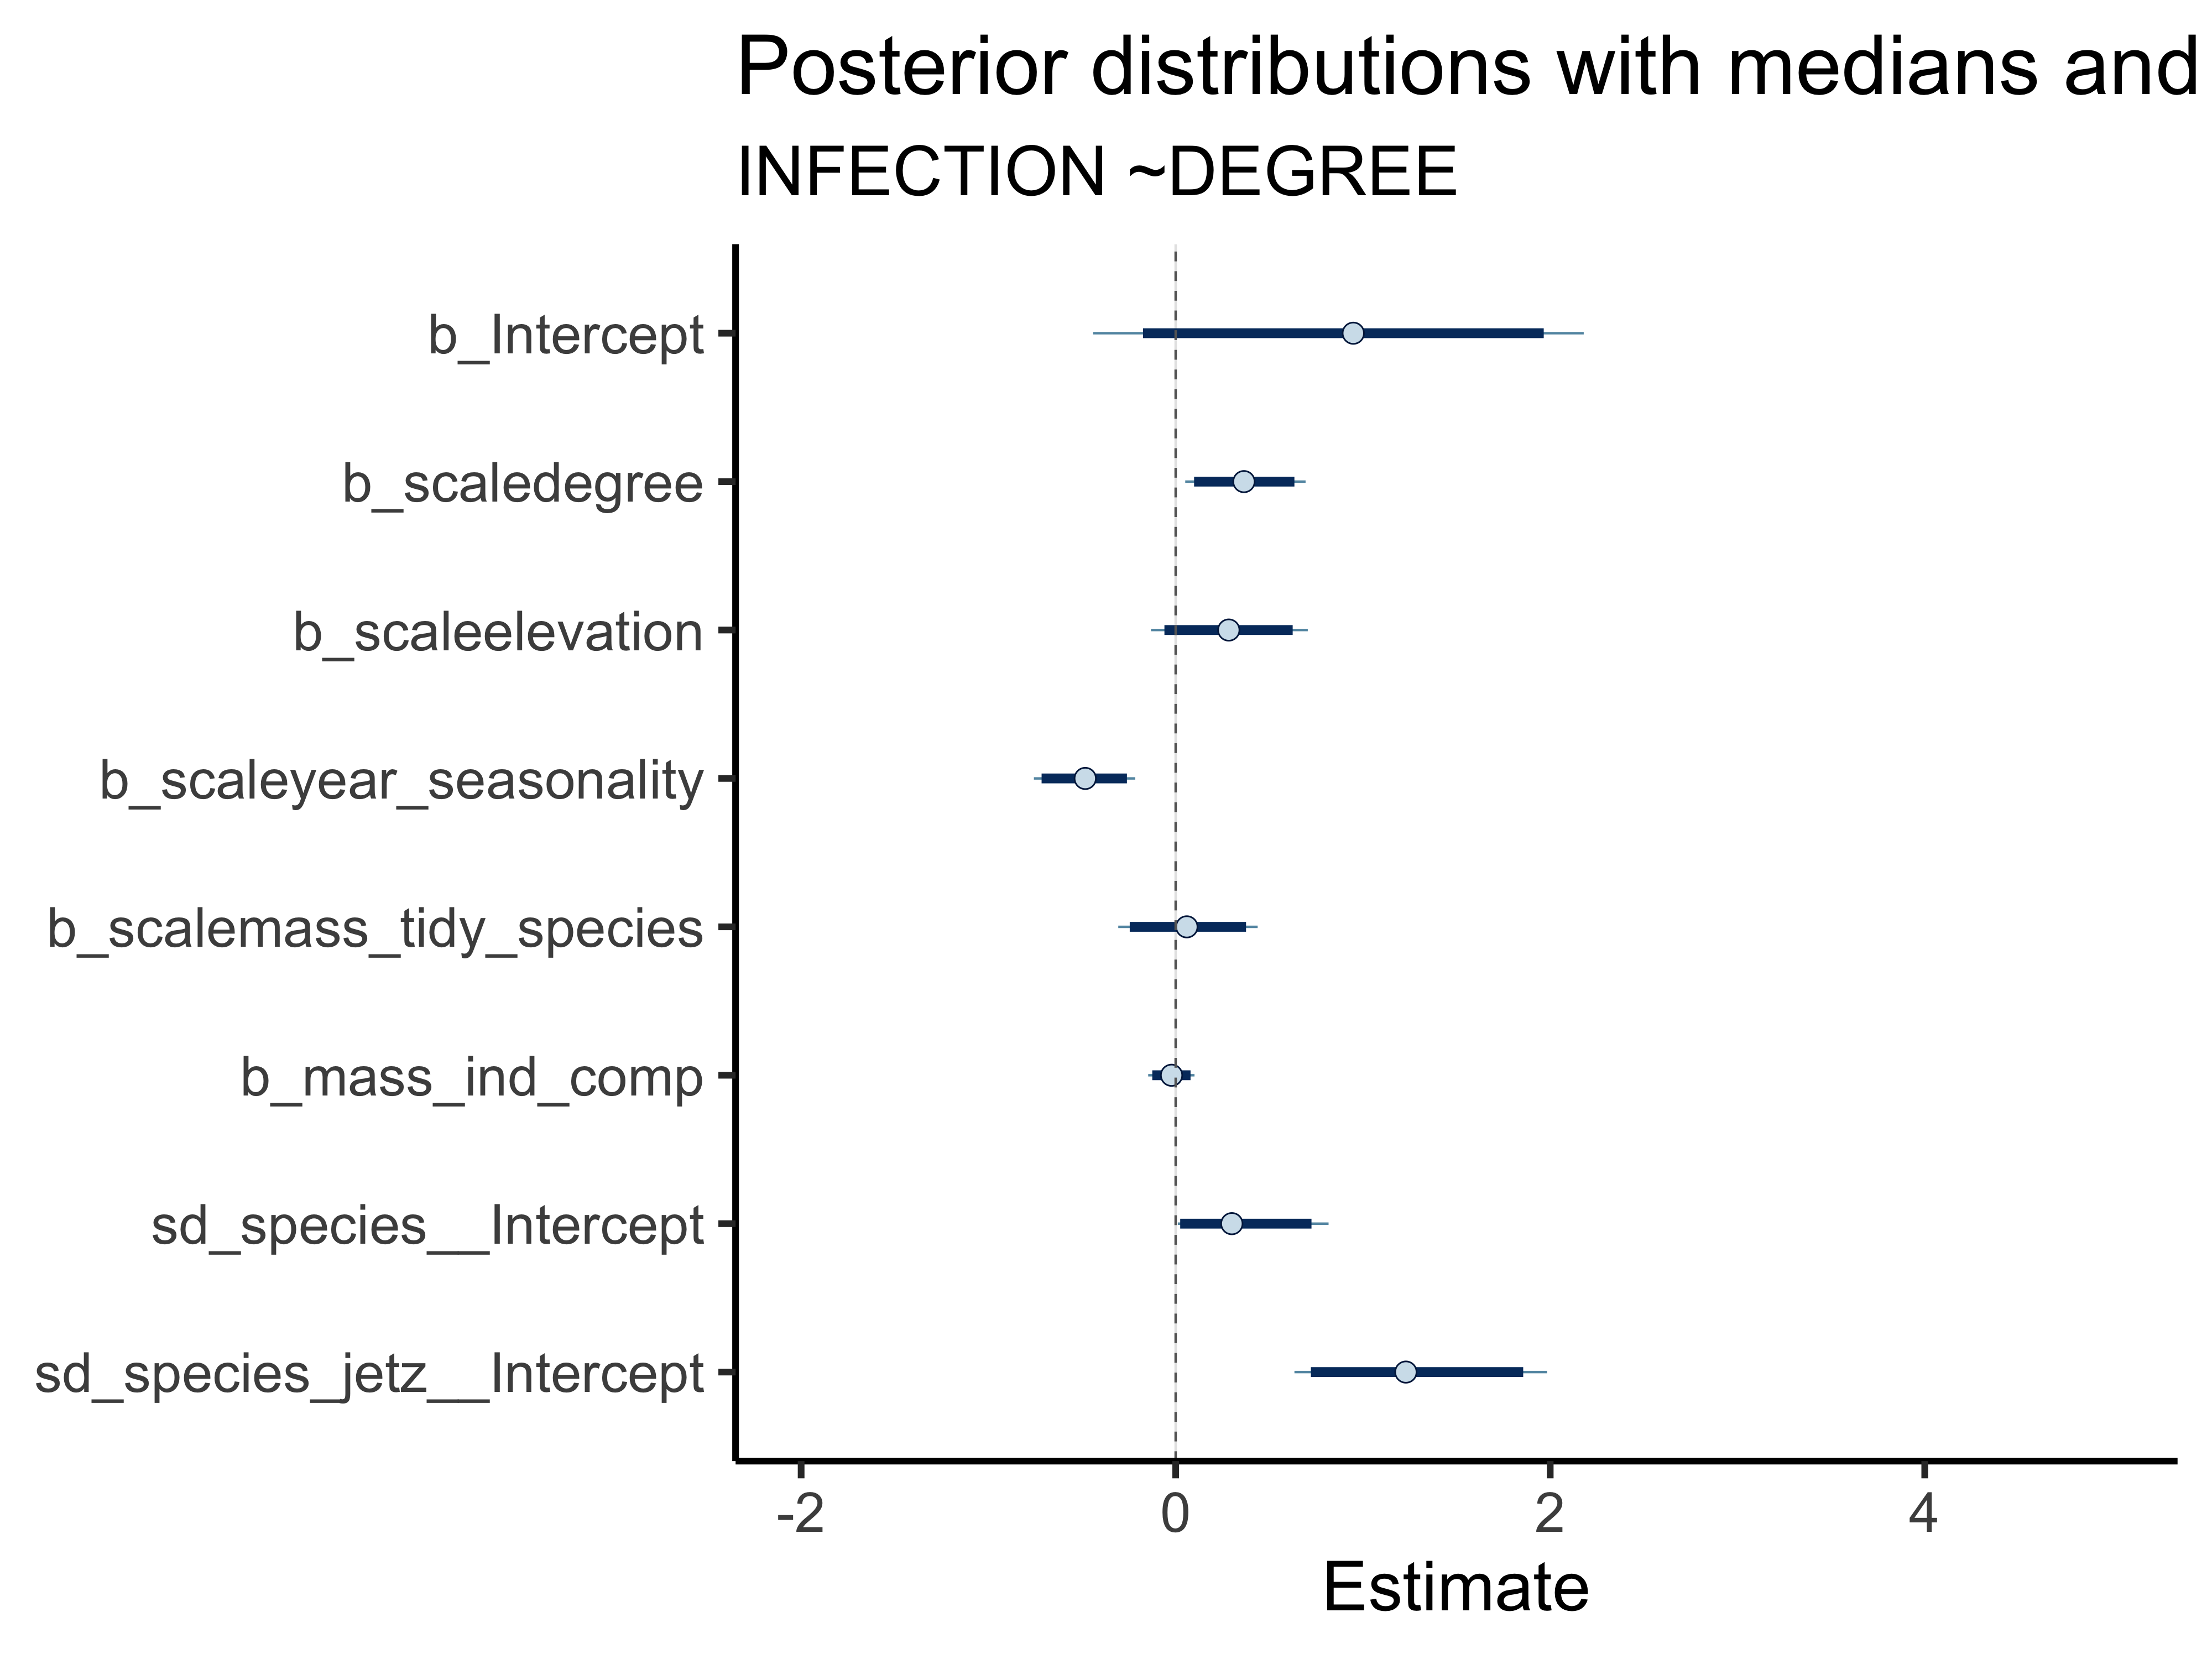 Posterior distributions with medians and
INFECTION ~DEGREE
b_Intercept
b_scaledegree
b_scaleelevation
b_scaleyear_seasonality
b_scalemass_tidy_species
b_mass_ind_comp
sd_species__Intercept
sd_species_jetz__Intercept
-2 0 2 4
Estimate